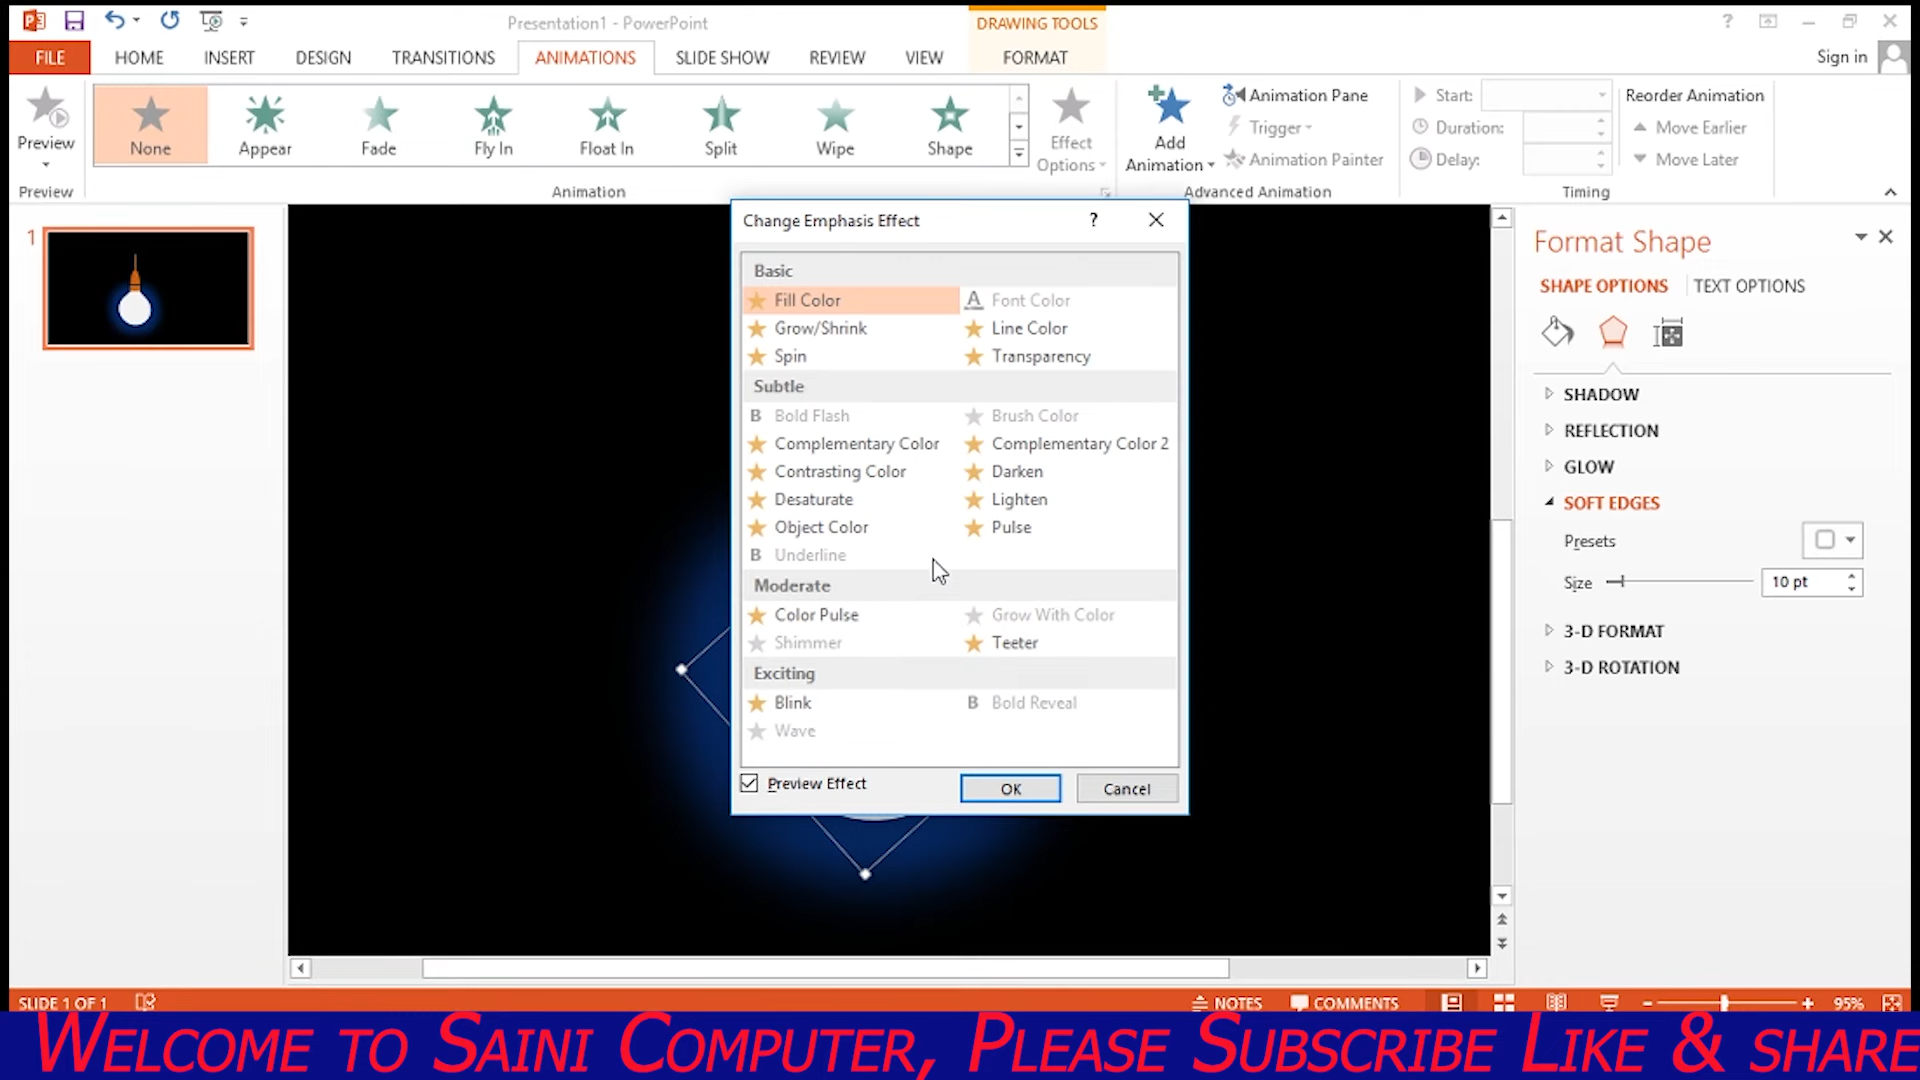 Presentation1 - PowerPoint
DRAWING TOOLS
?
FILE
HOME
INSERT
DESIGN
TRANSITIONS
ANIMATIONS
SLIDE SHOW
REVIEW
VIEW
FORMAT
Sign in
Preview
None
Appear
Fade
Fly In
Float In
Split
Wipe
Shape
Effect
Options
Add
Animation
Animation Pane
Trigger
Animation Painter
Start:
Duration:
Delay:
Reorder Animation
Move Earlier
Move Later
Preview
Animation
Advanced Animation
Timing
1
Change Emphasis Effect
?
Basic
Fill Color
A Font Color
Grow/Shrink
Line Color
Spin
Transparency
Subtle
B Bold Flash
Brush Color
Complementary Color
Complementary Color 2
Contrasting Color
Darken
Desaturate
Lighten
Object Color
Pulse
B Underline
Moderate
Color Pulse
Grow With Color
Shimmer
Teeter
Exciting
Blink
B Bold Reveal
Wave
Preview Effect
OK
Cancel
Format Shape
SHAPE OPTIONS
TEXT OPTIONS
SHADOW
REFLECTION
GLOW
SOFT EDGES
Presets
Size
10 pt
3-D FORMAT
3-D ROTATION
SLIDE 1 OF 1
NOTES
COMMENTS
95%
WELCOME TO SAINI COMPUTER, PLEASE SUBSCRIBE LIKE & SHARE